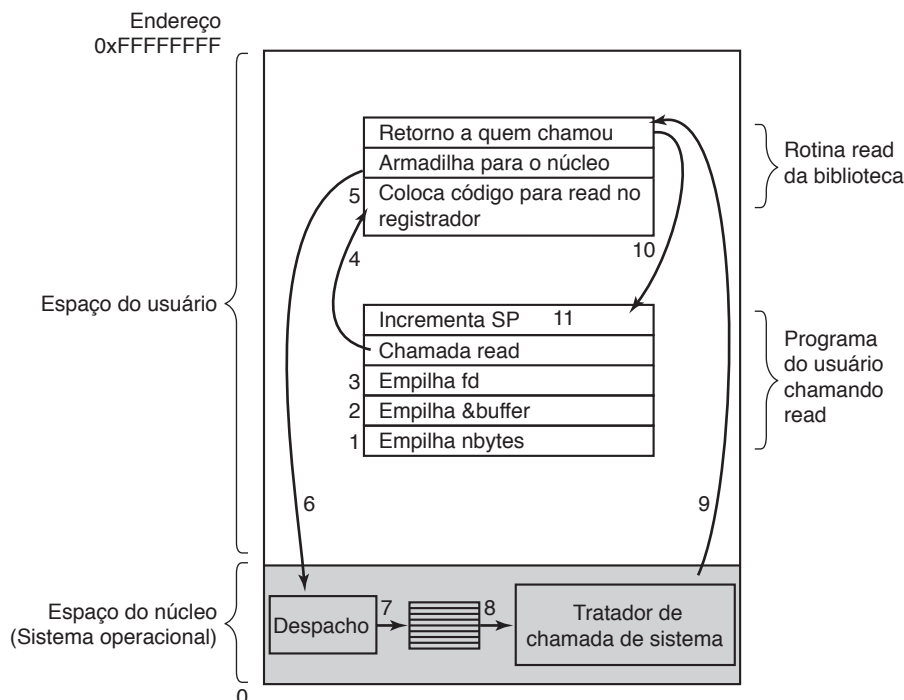 Endereço
0xFFFFFFFF
Retorno a quem chamou
Armadilha para o núcleo
5
Coloca código para read no
registrador
4
10
Rotina read
da biblioteca
Espaço do usuário
Incrementa SP 11
Chamada read
3 Empilha fd
2 Empilha &buffer
1 Empilha nbytes
Programa
do usuário
chamando
read
6
9
Espaço do núcleo
(Sistema operacional)
Despacho
7
8
Tratador de
chamada de sistema
0